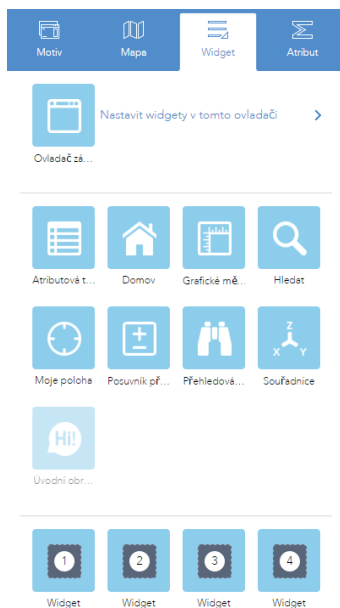 Motiv Mapa Widget Atribut
Nastavit widgety v tomto ovladači
Ovladač zá...
Atributová t... Domov Grafické mě... Hledat
Moje poloha Posuvník př... Přehledová... Souřadnice
Z
X Y
Hi!
Úvodní obr...
1 2 3 4
Widget Widget Widget Widget